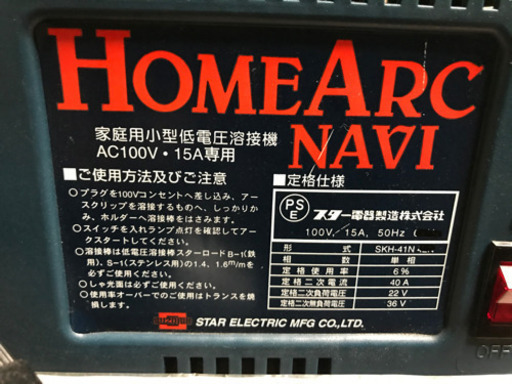 HOMEARC
NAVI
家庭用小型低電圧溶接機
AC100V・15A専用
■ご使用方法及びご注意
●プラグを100Vコンセントへ差し込み、アー
スクリップを溶接するものへ、しっかりか
み、ホルダーへ溶接棒をはさみます。
●スイッチを入れランプ点灯を確認してアー
クスタートしてください。
●溶接棒は低電圧溶接棒スターロードB-1(鉄
用)、S-1(ステンレス用)の1.4、1.6m/mを
必ずご使用ください。
●しゃ光面は必ずご使用ください。
●使用率オーバーでのご使用はトランスを焼
損します。
■定格仕様
PS
E
スター電器製造株式会社
100V, 15A, 50Hz
形式 SKH-41N
相数 単相
定格使用率 6%
定格二次電流 40A
定格二次負荷電圧 22V
定格二次無負荷電圧 36V
SUZUKID
STAR ELECTRIC MFG CO.,LTD.
OFF